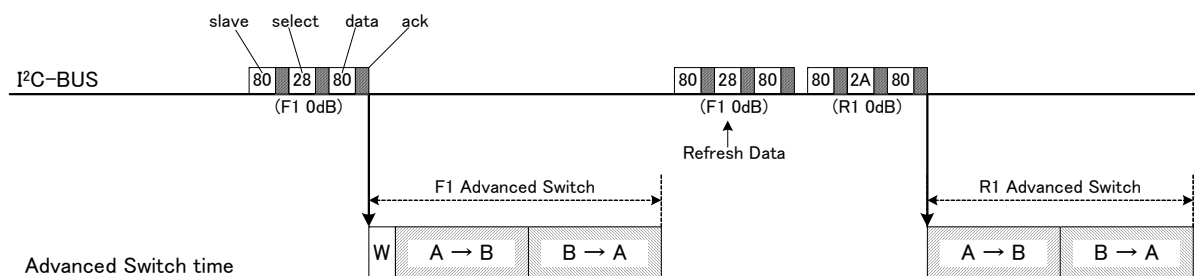 slave select data ack
I²C-BUS 80 28 80 80 28 80 80 2A 80
(F1 0dB) (F1 0dB) (R1 0dB)
Refresh Data
F1 Advanced Switch R1 Advanced Switch
W A → B B → A A → B B → A
Advanced Switch time